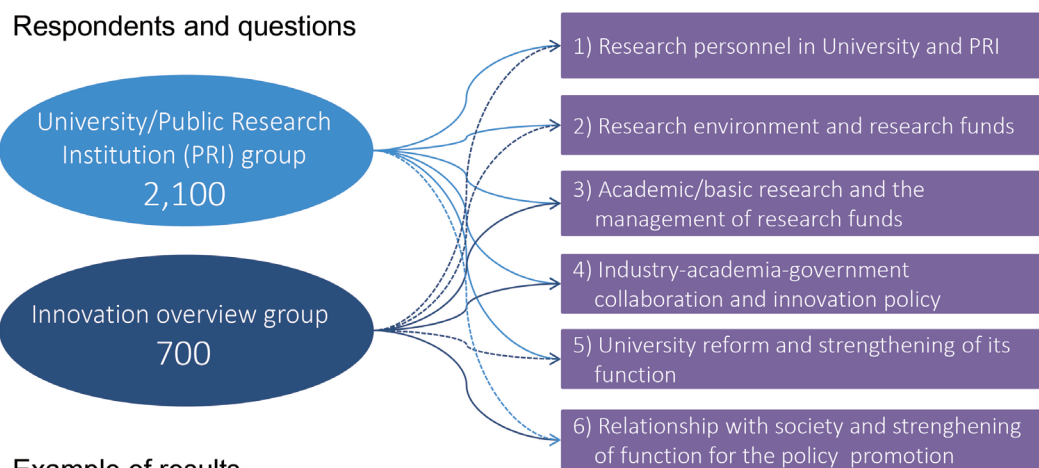 Respondents and questions
University/Public Research
Institution (PRI) group
2,100
Innovation overview group
700
1) Research personnel in University and PRI
2) Research environment and research funds
3) Academic/basic research and the
management of research funds
4) Industry-academia-government
collaboration and innovation policy
5) University reform and strengthening of its
function
6) Relationship with society and strenghening
of function for the policy promotion
Example of results